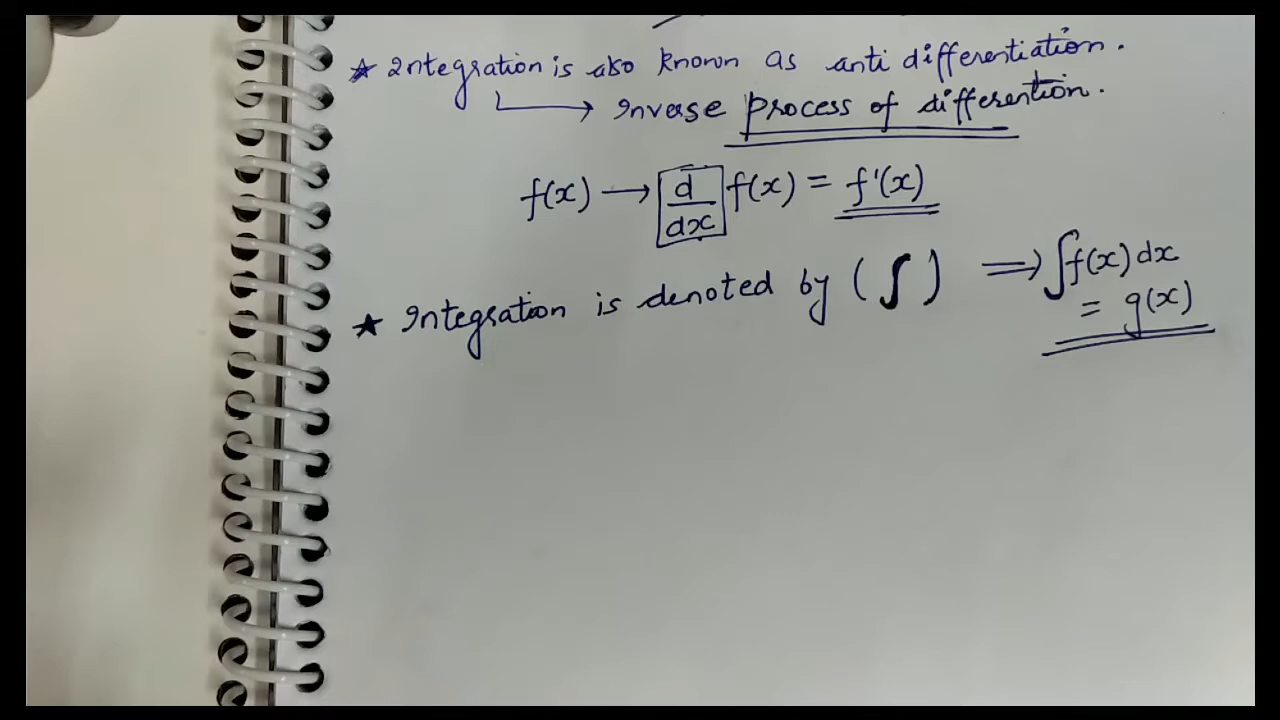 ★ Integration is also known as anti differentiation.
↳ Inverse process of differention.
f(x) → d/dx f(x) = f'(x)
★ Integration is denoted by (∫) ⟹ ∫f(x) dx
= g(x)